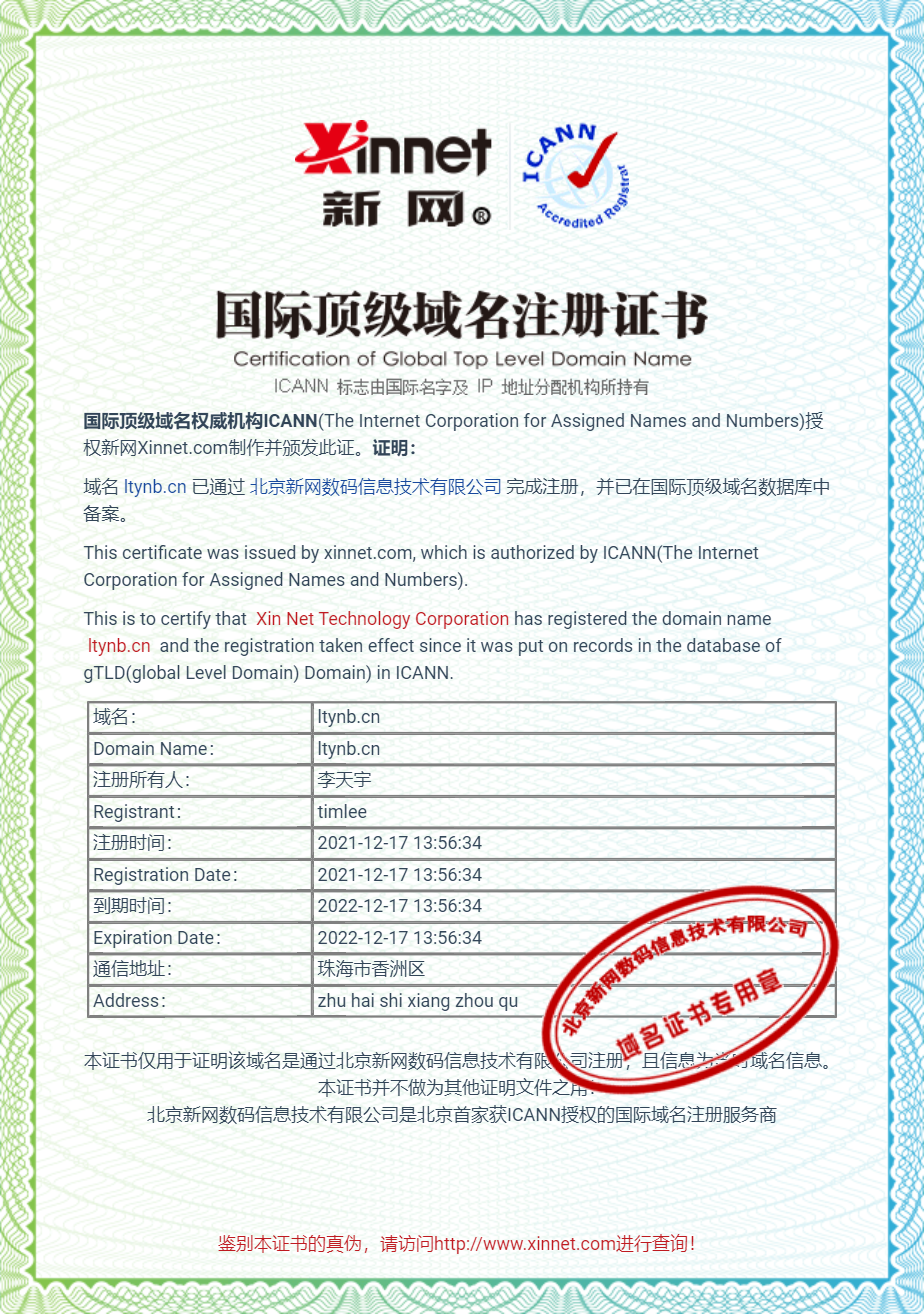 Xinnet
新网®
ICANN
Accredited Registrar
国际顶级域名注册证书
Certification of Global Top Level Domain Name
ICANN 标志由国际名字及 IP 地址分配机构所持有
国际顶级域名权威机构ICANN(The Internet Corporation for Assigned Names and Numbers)授
权新网Xinnet.com制作并颁发此证。证明：
域名 ltynb.cn 已通过 北京新网数码信息技术有限公司 完成注册，并已在国际顶级域名数据库中
备案。
This certificate was issued by xinnet.com, which is authorized by ICANN(The Internet
Corporation for Assigned Names and Numbers).
This is to certify that Xin Net Technology Corporation has registered the domain name
ltynb.cn and the registration taken effect since it was put on records in the database of
gTLD(global Level Domain) Domain) in ICANN.
域名： ltynb.cn
Domain Name： ltynb.cn
注册所有人： 李天宇
Registrant： timlee
注册时间： 2021-12-17 13:56:34
Registration Date： 2021-12-17 13:56:34
到期时间： 2022-12-17 13:56:34
Expiration Date： 2022-12-17 13:56:34
通信地址： 珠海市香洲区
Address： zhu hai shi xiang zhou qu
北京新网数码信息技术有限公司
域名证书专用章
本证书仅用于证明该域名是通过北京新网数码信息技术有限公司注册，且信息为当时域名信息。
本证书并不做为其他证明文件之用！
北京新网数码信息技术有限公司是北京首家获ICANN授权的国际域名注册服务商
鉴别本证书的真伪，请访问http://www.xinnet.com进行查询！